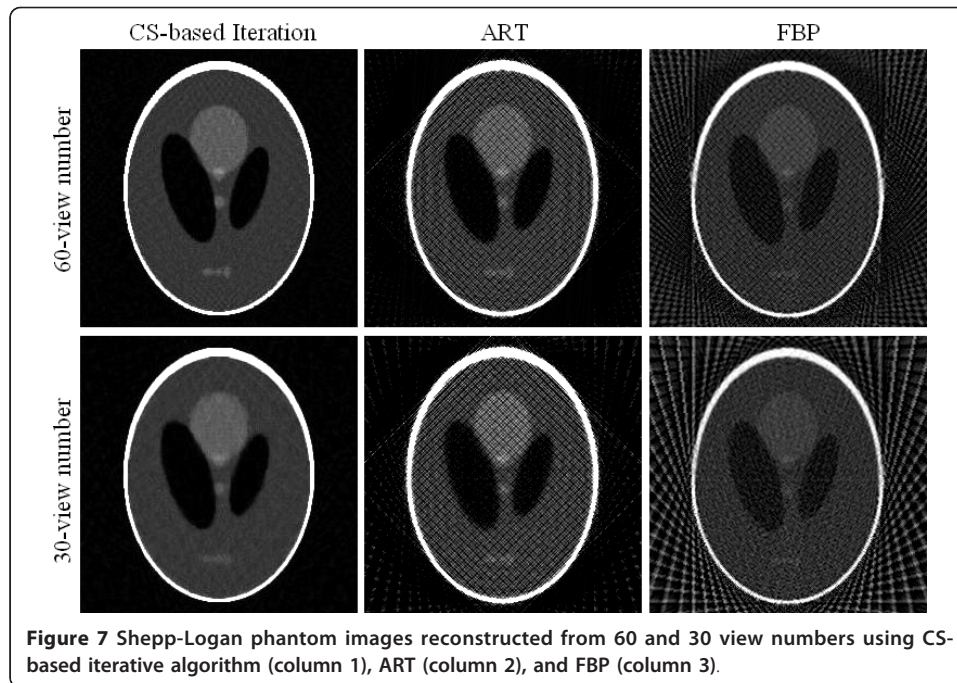 CS-based Iteration
ART
FBP
60-view number
30-view number
Figure 7 Shepp-Logan phantom images reconstructed from 60 and 30 view numbers using CS-
based iterative algorithm (column 1), ART (column 2), and FBP (column 3).